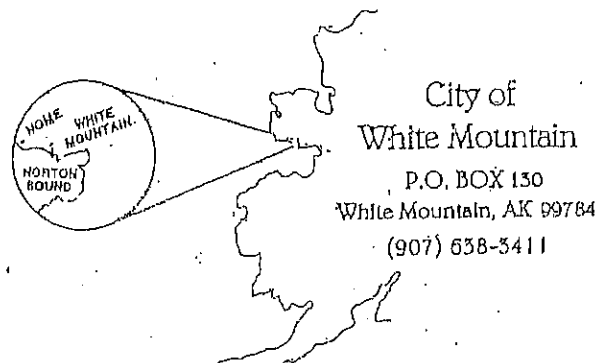 NOME
WHITE
MOUNTAIN.
NORTON
SOUND
City of
White Mountain
P.O. BOX 130
White Mountain, AK 99784
(907) 638-3411